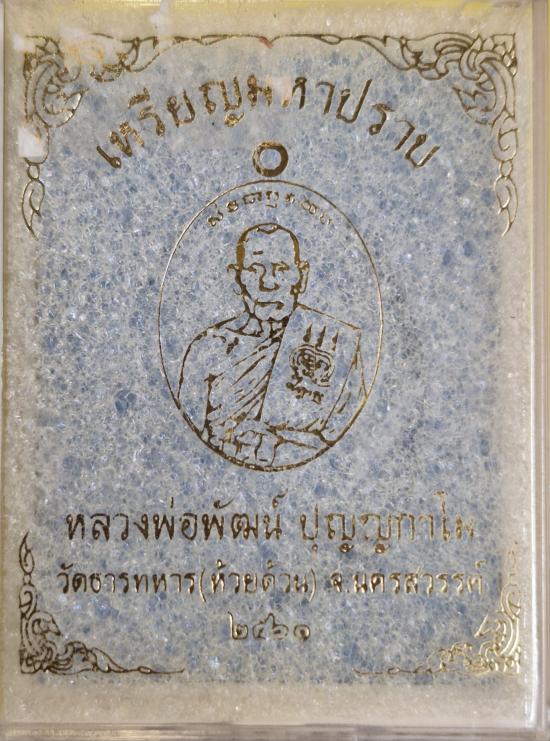 เหรียญมหาปราบ
หลวงพ่อพัฒน์ ปุญญกาโม
วัดธารทหาร(ห้วยด้วน) จ.นครสวรรค์
๒๕๖๑